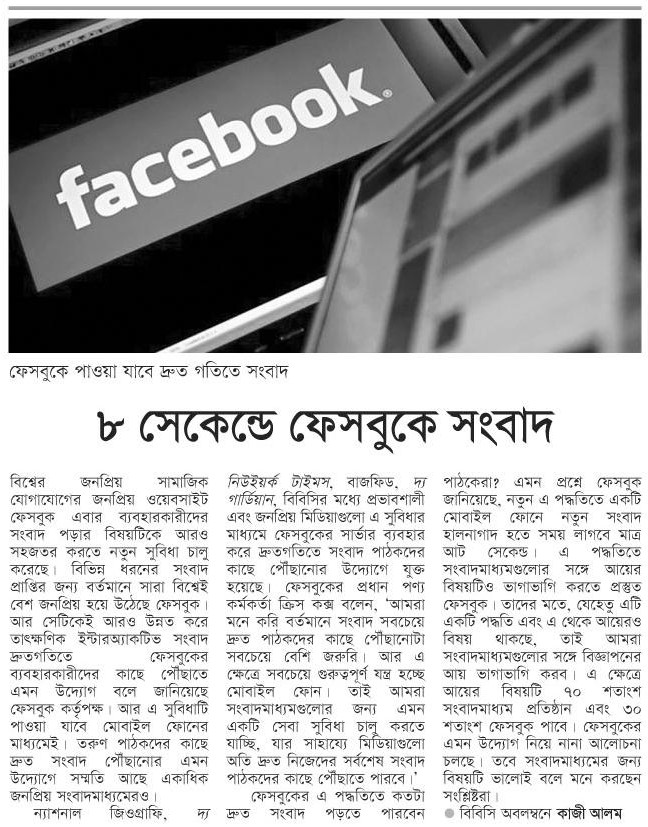 facebook®
ফেসবুকে পাওয়া যাবে দ্রুত গতিতে সংবাদ
৮ সেকেন্ডে ফেসবুকে সংবাদ
বিশ্বের জনপ্রিয় সামাজিক
যোগাযোগের জনপ্রিয় ওয়েবসাইট
ফেসবুক এবার ব্যবহারকারীদের
সংবাদ পড়ার বিষয়টিকে আরও
সহজতর করতে নতুন সুবিধা চালু
করেছে। বিভিন্ন ধরনের সংবাদ
প্রাপ্তির জন্য বর্তমানে সারা বিশ্বেই
বেশ জনপ্রিয় হয়ে উঠেছে ফেসবুক।
আর সেটিকেই আরও উন্নত করে
তাৎক্ষণিক ইন্টারঅ্যাকটিভ সংবাদ
দ্রুতগতিতে ফেসবুকের
ব্যবহারকারীদের কাছে পৌঁছাতে
এমন উদ্যোগ বলে জানিয়েছে
ফেসবুক কর্তৃপক্ষ। আর এ সুবিধাটি
পাওয়া যাবে মোবাইল ফোনের
মাধ্যমেই। তরুণ পাঠকদের কাছে
দ্রুত সংবাদ পৌঁছানোর এমন
উদ্যোগে সম্মতি আছে একাধিক
জনপ্রিয় সংবাদমাধ্যমেরও।
ন্যাশনাল জিওগ্রাফি, দ্য
নিউইয়র্ক টাইমস, বাজফিড, দ্য
গার্ডিয়ান, বিবিসির মধ্যে প্রভাবশালী
এবং জনপ্রিয় মিডিয়াগুলো এ সুবিধার
মাধ্যমে ফেসবুকের সার্ভার ব্যবহার
করে দ্রুতগতিতে সংবাদ পাঠকদের
কাছে পৌঁছানোর উদ্যোগে যুক্ত
হয়েছে। ফেসবুকের প্রধান পণ্য
কর্মকর্তা ক্রিস কক্স বলেন, ‘আমরা
মনে করি বর্তমানে সংবাদ সবচেয়ে
দ্রুত পাঠকদের কাছে পৌঁছানোটা
সবচেয়ে বেশি জরুরি। আর এ
ক্ষেত্রে সবচেয়ে গুরুত্বপূর্ণ যন্ত্র হচ্ছে
মোবাইল ফোন। তাই আমরা
সংবাদমাধ্যমগুলোর জন্য এমন
একটি সেবা সুবিধা চালু করতে
যাচ্ছি, যার সাহায্যে মিডিয়াগুলো
অতি দ্রুত নিজেদের সর্বশেষ সংবাদ
পাঠকদের কাছে পৌঁছাতে পারবে।’
ফেসবুকের এ পদ্ধতিতে কতটা
দ্রুত সংবাদ পড়তে পারবেন
পাঠকেরা? এমন প্রশ্নে ফেসবুক
জানিয়েছে, নতুন এ পদ্ধতিতে একটি
মোবাইল ফোনে নতুন সংবাদ
হালনাগাদ হতে সময় লাগবে মাত্র
আট সেকেন্ড। এ পদ্ধতিতে
সংবাদমাধ্যমগুলোর সঙ্গে আয়ের
বিষয়টিও ভাগাভাগি করতে প্রস্তুত
ফেসবুক। তাদের মতে, যেহেতু এটি
একটি পদ্ধতি এবং এ থেকে আয়েরও
বিষয় থাকছে, তাই আমরা
সংবাদমাধ্যমগুলোর সঙ্গে বিজ্ঞাপনের
আয় ভাগাভাগি করব। এ ক্ষেত্রে
আয়ের বিষয়টি ৭০ শতাংশ
সংবাদমাধ্যম প্রতিষ্ঠান এবং ৩০
শতাংশ ফেসবুক পাবে। ফেসবুকের
এমন উদ্যোগ নিয়ে নানা আলোচনা
চলছে। তবে সংবাদমাধ্যমের জন্য
বিষয়টি ভালোই বলে মনে করছেন
সংশ্লিষ্টরা।
● বিবিসি অবলম্বনে কাজী আলম